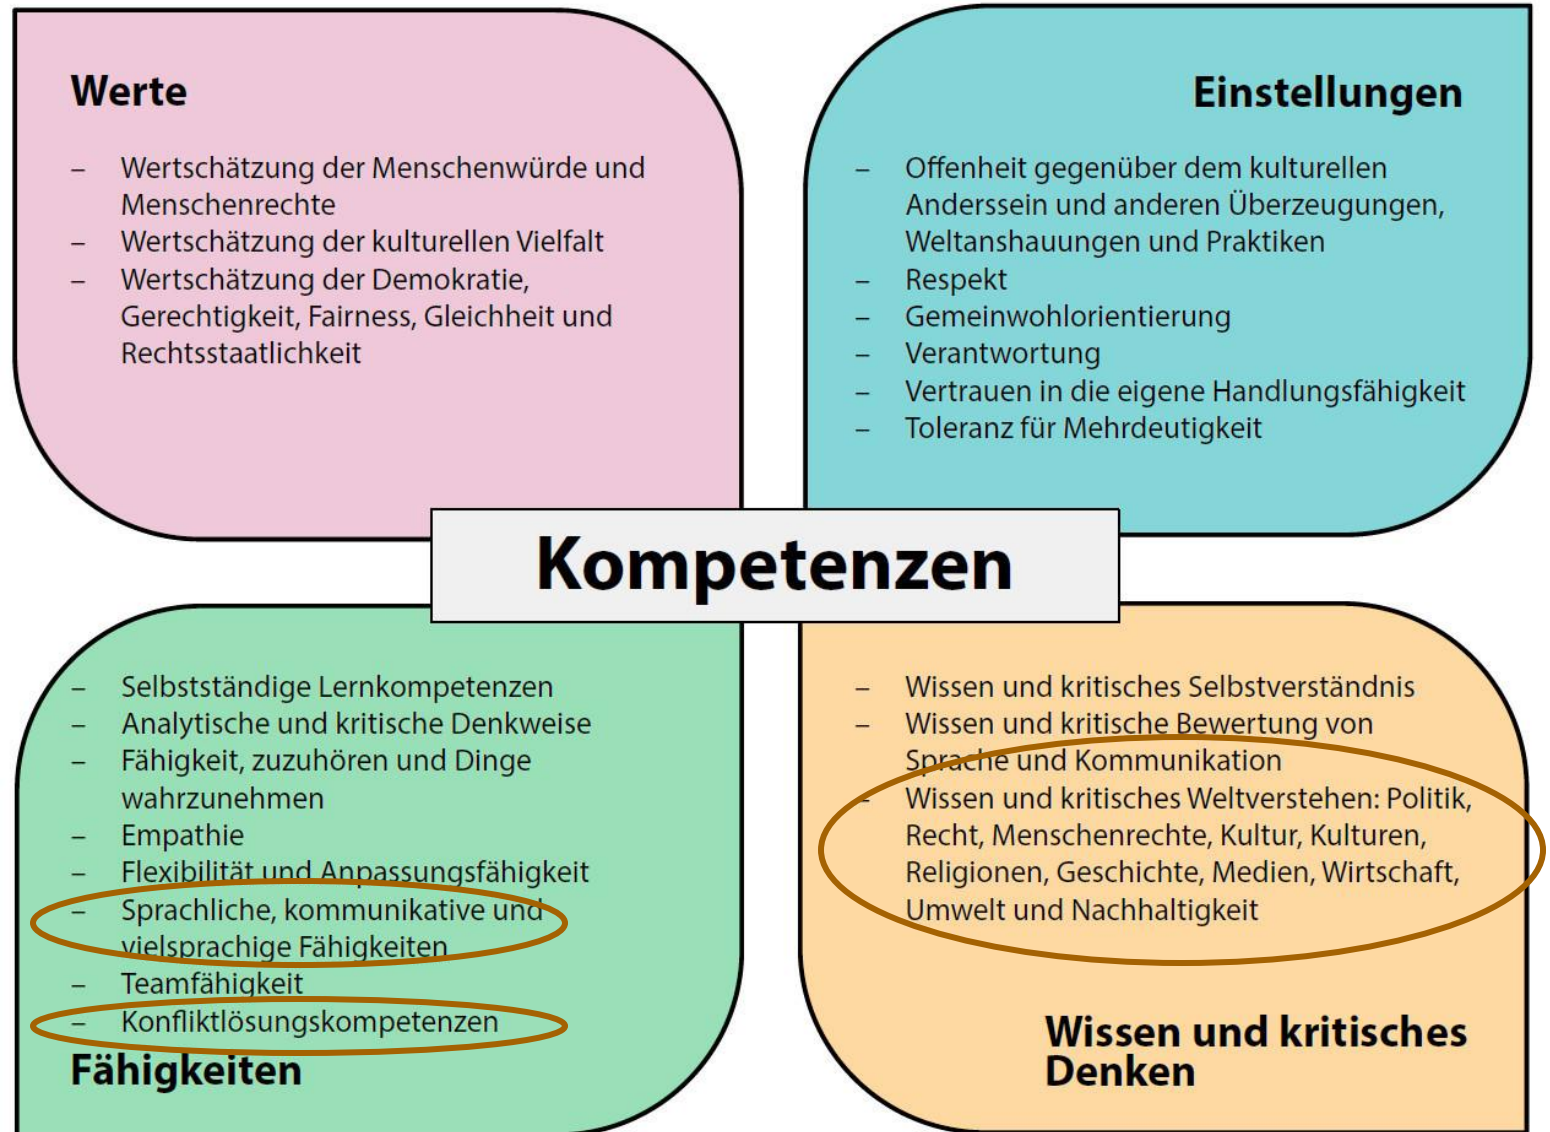 Werte
– Wertschätzung der Menschenwürde und
Menschenrechte
– Wertschätzung der kulturellen Vielfalt
– Wertschätzung der Demokratie,
Gerechtigkeit, Fairness, Gleichheit und
Rechtsstaatlichkeit
Einstellungen
– Offenheit gegenüber dem kulturellen
Anderssein und anderen Überzeugungen,
Weltanshauungen und Praktiken
– Respekt
– Gemeinwohlorientierung
– Verantwortung
– Vertrauen in die eigene Handlungsfähigkeit
– Toleranz für Mehrdeutigkeit
Kompetenzen
– Selbstständige Lernkompetenzen
– Analytische und kritische Denkweise
– Fähigkeit, zuzuhören und Dinge
wahrzunehmen
– Empathie
– Flexibilität und Anpassungsfähigkeit
– Sprachliche, kommunikative und
vielsprachige Fähigkeiten
– Teamfähigkeit
– Konfliktlösungskompetenzen
Fähigkeiten
– Wissen und kritisches Selbstverständnis
– Wissen und kritische Bewertung von
Sprache und Kommunikation
– Wissen und kritisches Weltverstehen: Politik,
Recht, Menschenrechte, Kultur, Kulturen,
Religionen, Geschichte, Medien, Wirtschaft,
Umwelt und Nachhaltigkeit
Wissen und kritisches
Denken